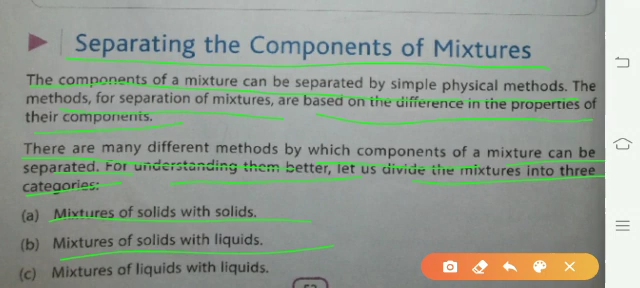 Separating the Components of Mixtures
The components of a mixture can be separated by simple physical methods. The
methods, for separation of mixtures, are based on the difference in the properties of
their components.
There are many different methods by which components of a mixture can be
separated. For understanding them better, let us divide the mixtures into three
categories:
(a) Mixtures of solids with solids.
(b) Mixtures of solids with liquids.
(c) Mixtures of liquids with liquids.